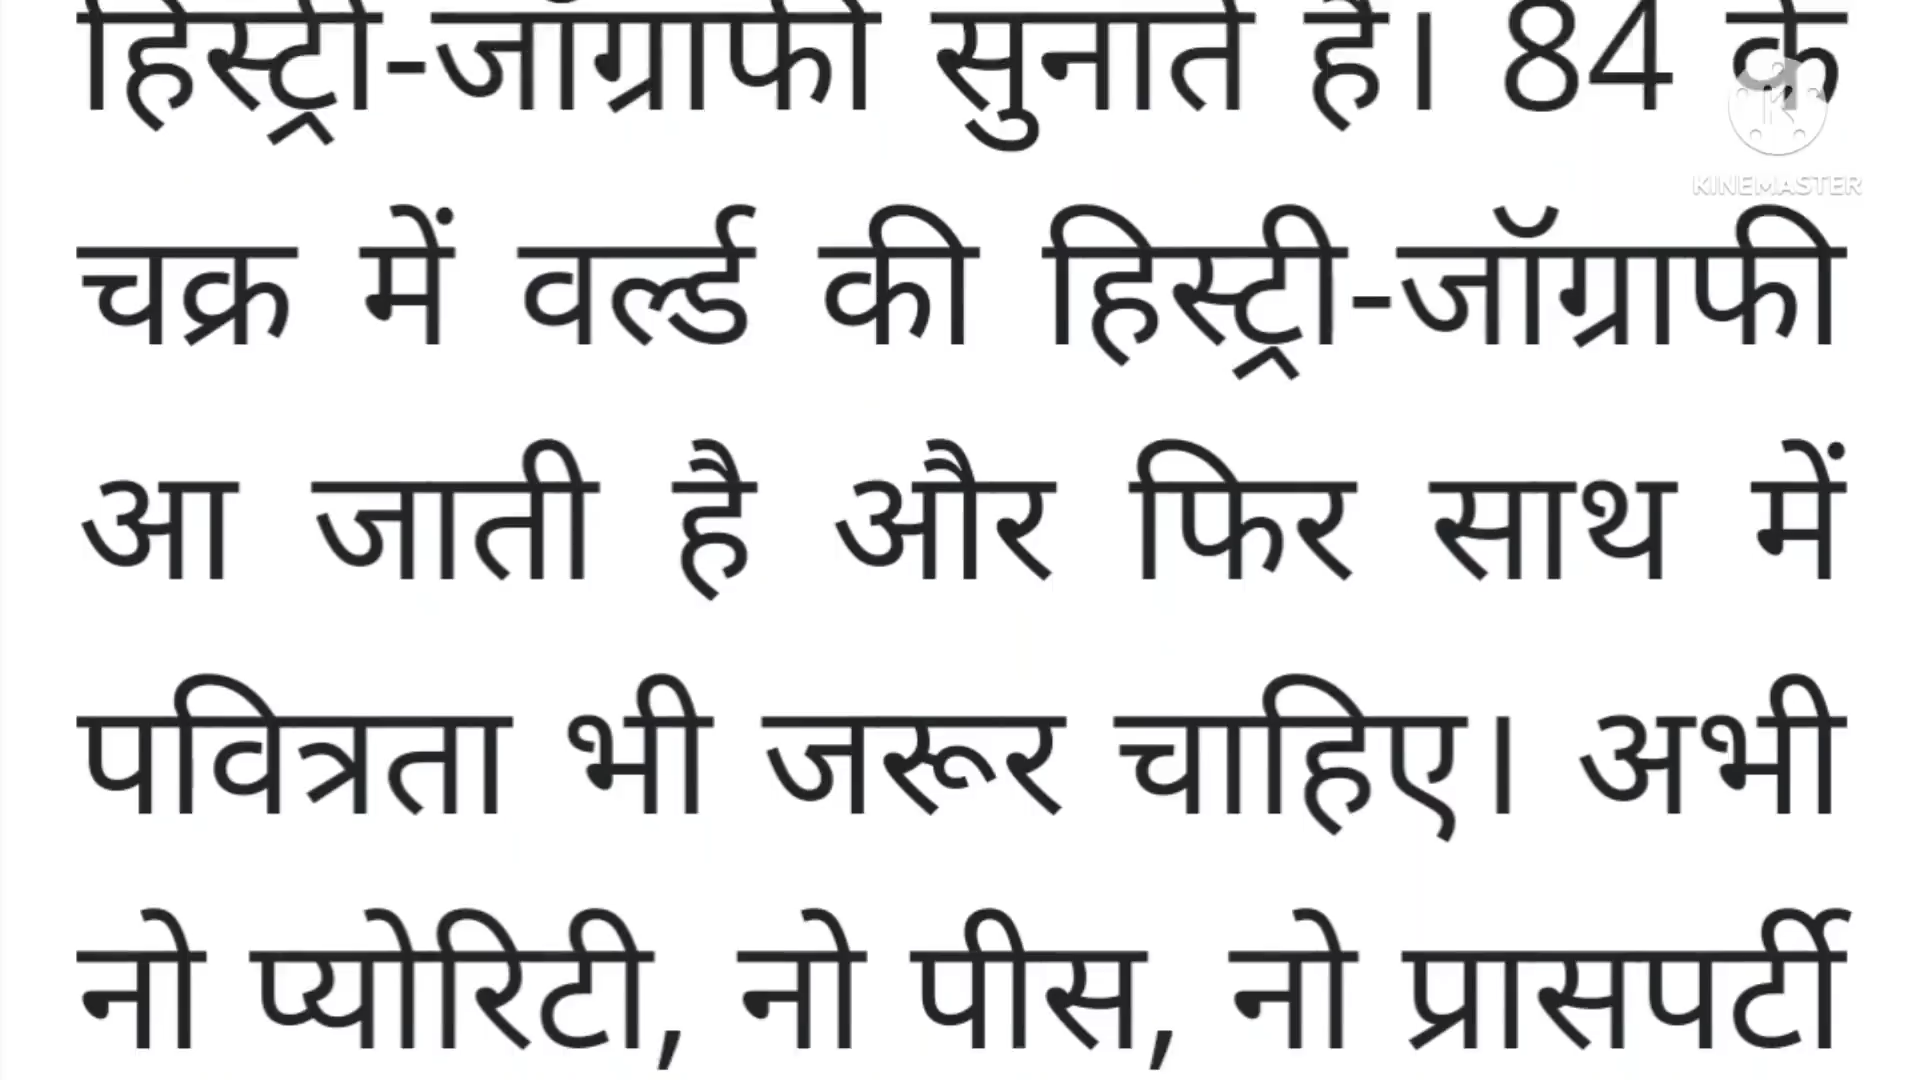 हिस्ट्री-जॉग्राफी सुनाते हैं। 84 के
KINEMASTER
चक्र में वर्ल्ड की हिस्ट्री-जॉग्राफी
आ जाती है और फिर साथ में
पवित्रता भी जरूर चाहिए। अभी
नो प्योरिटी, नो पीस, नो प्रासपर्टी